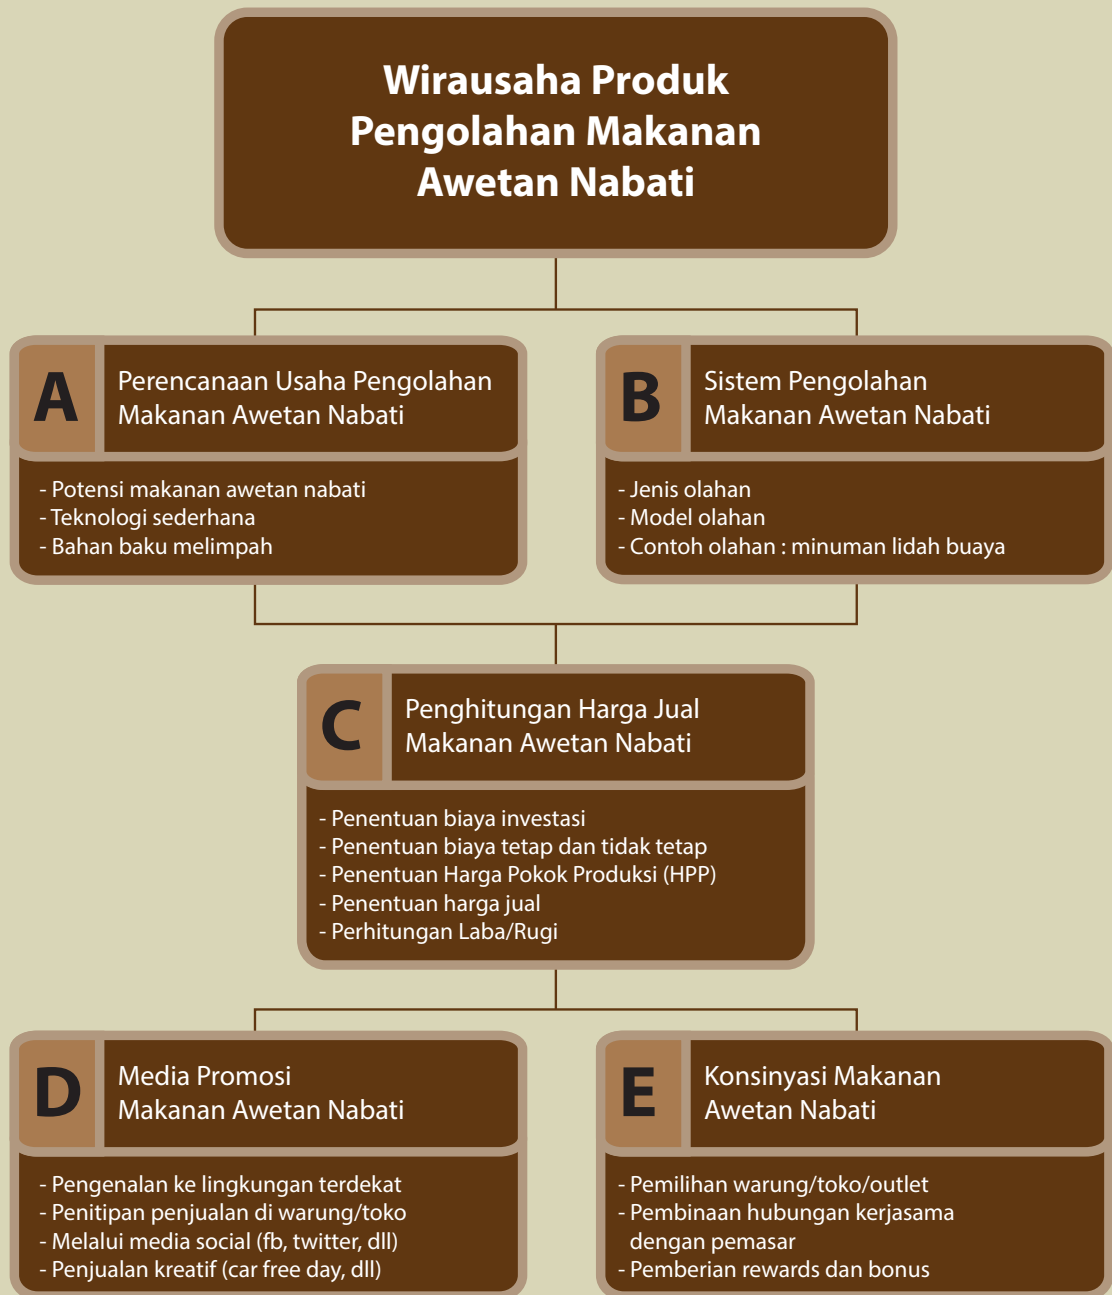 Wirausaha Produk
Pengolahan Makanan
Awetan Nabati
A
Perencanaan Usaha Pengolahan
Makanan Awetan Nabati
- Potensi makanan awetan nabati
- Teknologi sederhana
- Bahan baku melimpah
B
Sistem Pengolahan
Makanan Awetan Nabati
- Jenis olahan
- Model olahan
- Contoh olahan : minuman lidah buaya
C
Penghitungan Harga Jual
Makanan Awetan Nabati
- Penentuan biaya investasi
- Penentuan biaya tetap dan tidak tetap
- Penentuan Harga Pokok Produksi (HPP)
- Penentuan harga jual
- Perhitungan Laba/Rugi
D
Media Promosi
Makanan Awetan Nabati
- Pengenalan ke lingkungan terdekat
- Penitipan penjualan di warung/toko
- Melalui media social (fb, twitter, dll)
- Penjualan kreatif (car free day, dll)
E
Konsinyasi Makanan
Awetan Nabati
- Pemilihan warung/toko/outlet
- Pembinaan hubungan kerjasama
dengan pemasar
- Pemberian rewards dan bonus